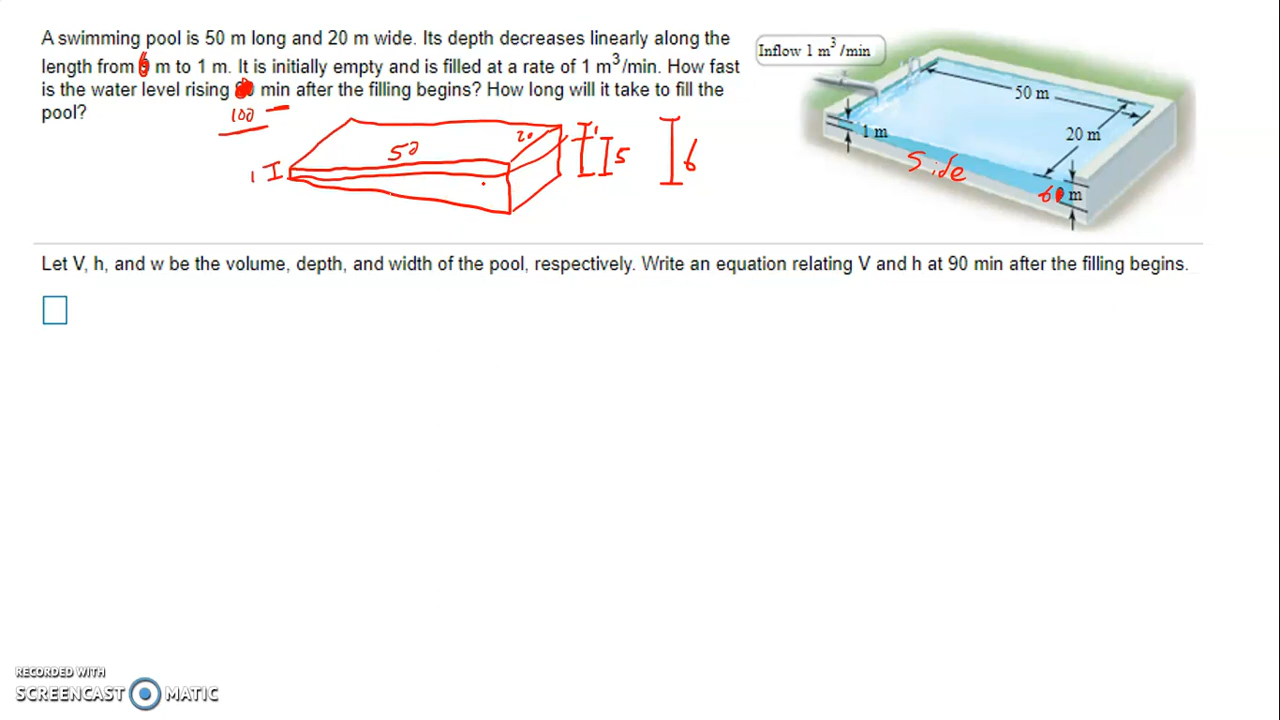 A swimming pool is 50 m long and 20 m wide. Its depth decreases linearly along the
length from 6 m to 1 m. It is initially empty and is filled at a rate of 1 m³/min. How fast
is the water level rising min after the filling begins? How long will it take to fill the
pool?
100
50
20
1
1
5
6
Inflow 1 m³/min
50 m
20 m
1 m
Side
6 m
Let V, h, and w be the volume, depth, and width of the pool, respectively. Write an equation relating V and h at 90 min after the filling begins.
RECORDED WITH
SCREENCAST MATIC